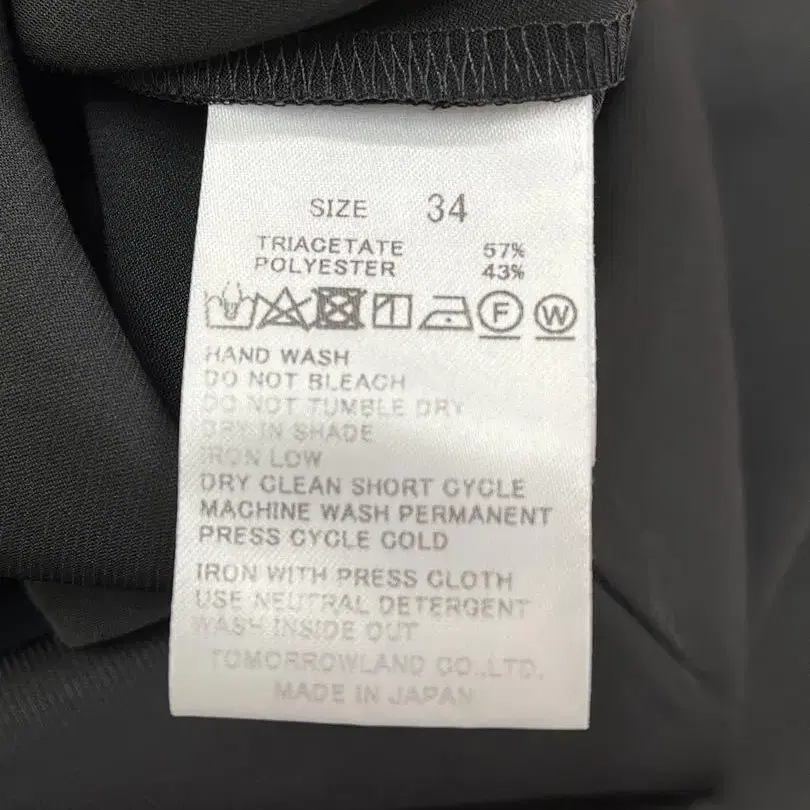 SIZE 34
TRIACETATE 57%
POLYESTER 43%
F W
HAND WASH
DO NOT BLEACH
DO NOT TUMBLE DRY
DRY IN SHADE
IRON LOW
DRY CLEAN SHORT CYCLE
MACHINE WASH PERMANENT
PRESS CYCLE COLD
IRON WITH PRESS CLOTH
USE NEUTRAL DETERGENT
WASH INSIDE OUT
TOMORROWLAND CO.,LTD.
MADE IN JAPAN